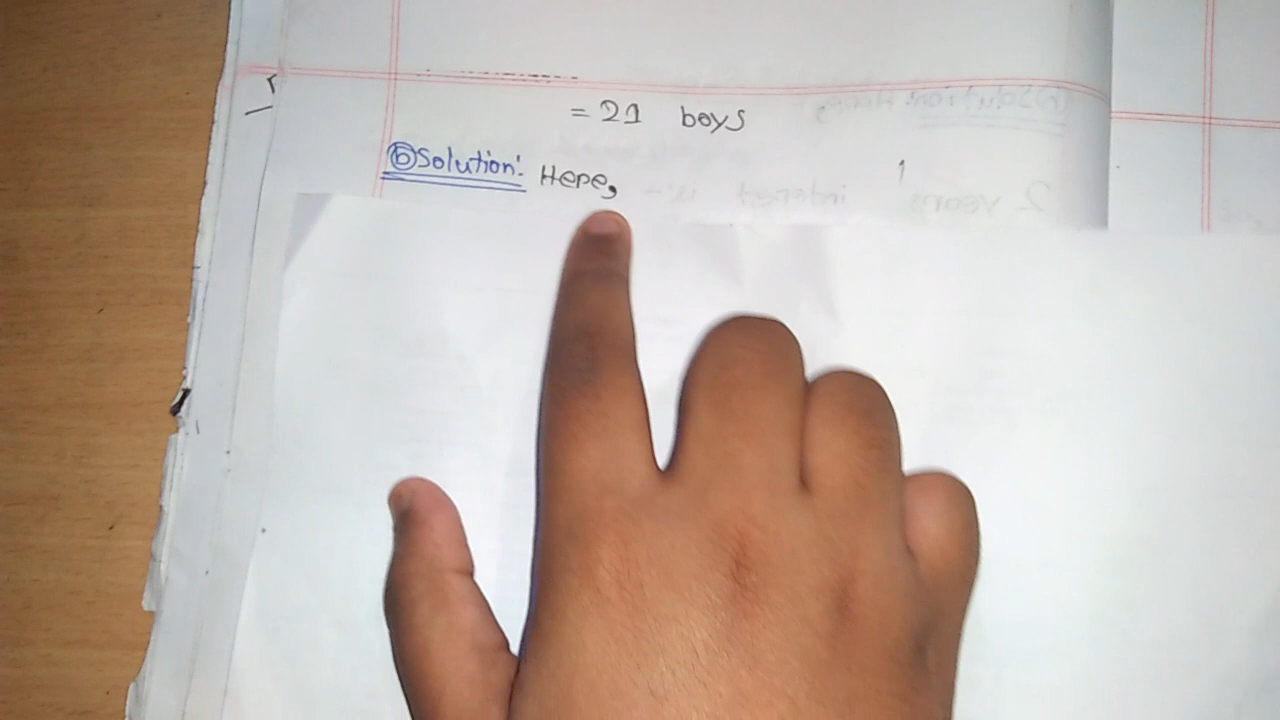 = 21 boys
ⓑ Solution: Here,